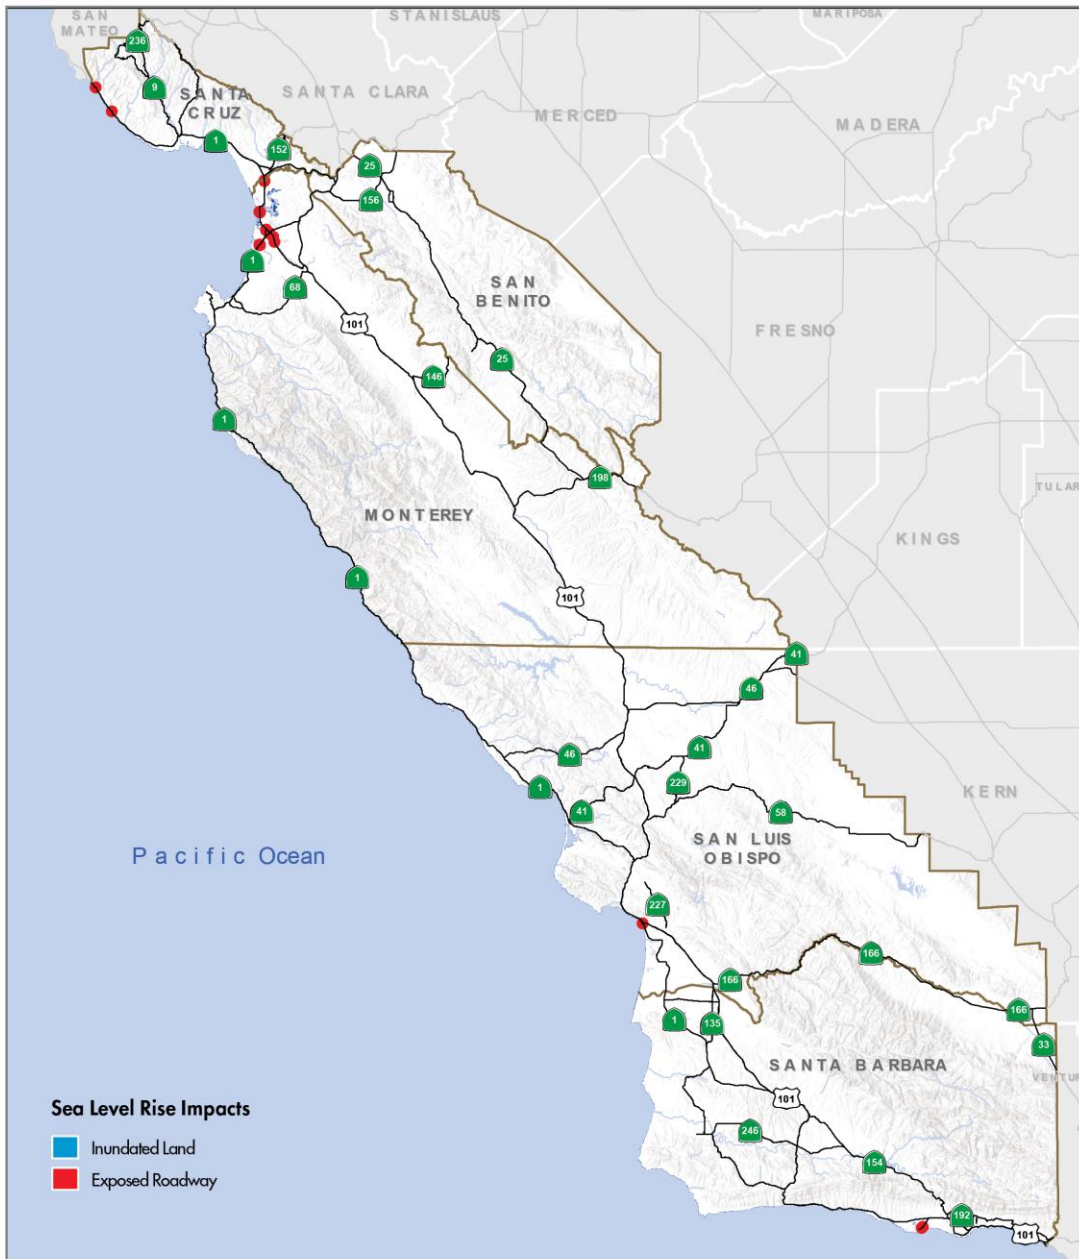 SAN
MATEO
STANISLAUS
MARIPOSA
236
9
SANTA
CRUZ
SANTA CLARA
MERCED
MADERA
1
152
25
156
1
68
SAN
BENITO
101
FRESNO
25
146
1
198
TULAR
MONTEREY
KINGS
1
101
41
46
41
46
229
1
41
58
KERN
SAN LUIS
OBISPO
Pacific Ocean
227
166
166
166
1
135
33
SANTA BARBARA
VENTUR
101
Sea Level Rise Impacts
Inundated Land
Exposed Roadway
246
154
192
101